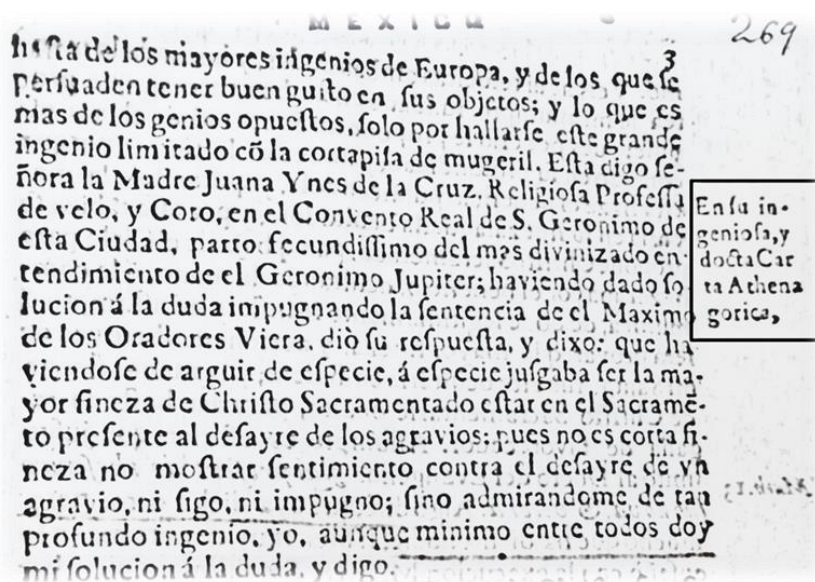 MEXICO
269
3
hasta de los mayores ingenios de Europa, y de los que se
persuaden tener buen gusto en sus objetos; y lo que es
mas de los genios opuestos, solo por hallarse este grande
ingenio limitado cõ la cortapisa de mugeril. Esta digo se-
ñora la Madre Juana Ynes de la Cruz, Religiosa Professa
de velo, y Coro, en el Convento Real de S. Geronimo de
esta Ciudad, parto fecundissimo del mas divinizado en-
tendimiento de el Geronimo Jupiter; haviendo dado so
lucion á la duda impugnando la sentencia de el Maximo
de los Oradores Viera, diò su respuesta, y dixo: que ha
viendose de arguir de especie, á especie jusgaba ser la ma-
yor fineza de Christo Sacramentado estar en el Sacramē-
to presente al desayre de los agravios; pues no es corta fi-
neza no mostrar sentimiento contra el desayre de vn
agravio, ni sigo, ni impugno; sino admirandome de tan
profundo ingenio, yo, aunque minimo entre todos doy
mi solucion á la duda, y digo.
En su in-
geniosa, y
docta Car
ta Athena
gorica,